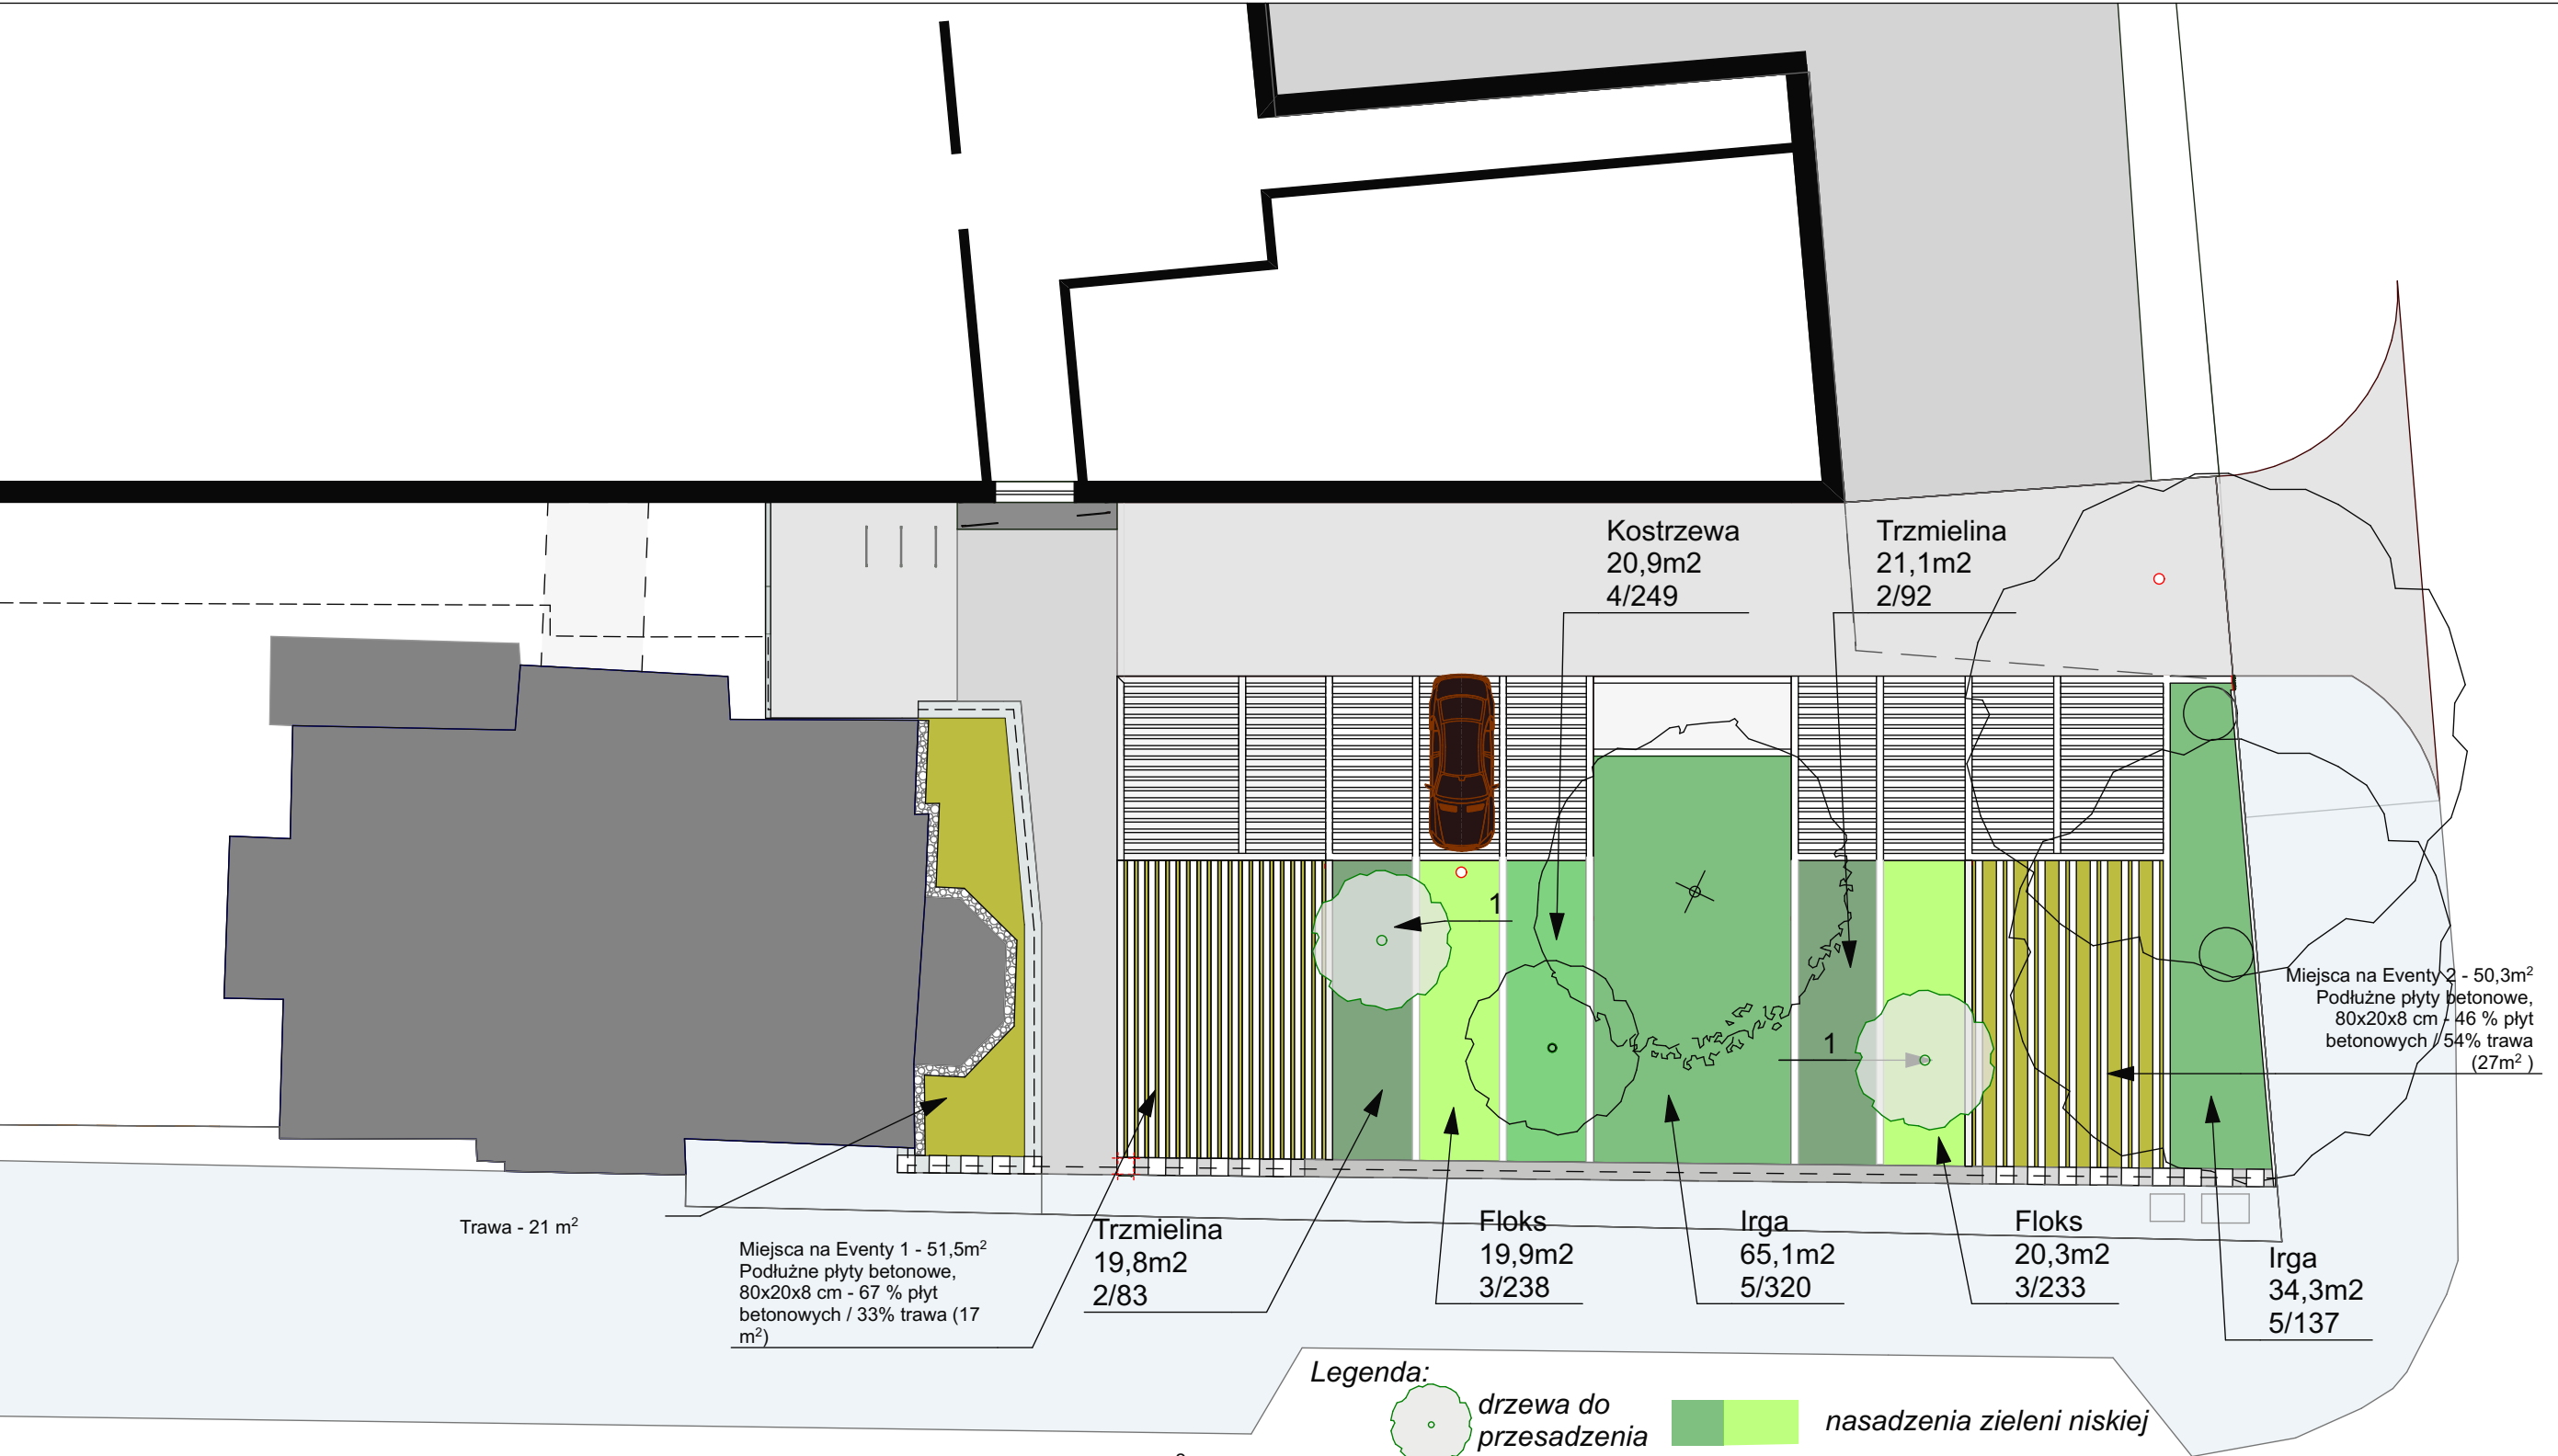 Kostrzewa
20,9m2
4/249
Trzmielina
21,1m2
2/92
1
1
Miejsca na Eventy 2 - 50,3m²
Podłużne płyty betonowe,
80x20x8 cm - 46 % płyt
betonowych / 54% trawa
(27m² )
Trawa - 21 m²
Miejsca na Eventy 1 - 51,5m²
Podłużne płyty betonowe,
80x20x8 cm - 67 % płyt
betonowych / 33% trawa (17
m²)
Trzmielina
19,8m2
2/83
Floks
19,9m2
3/238
Irga
65,1m2
5/320
Floks
20,3m2
3/233
Irga
34,3m2
5/137
Legenda:
drzewa do
przesadzenia
nasadzenia zieleni niskiej